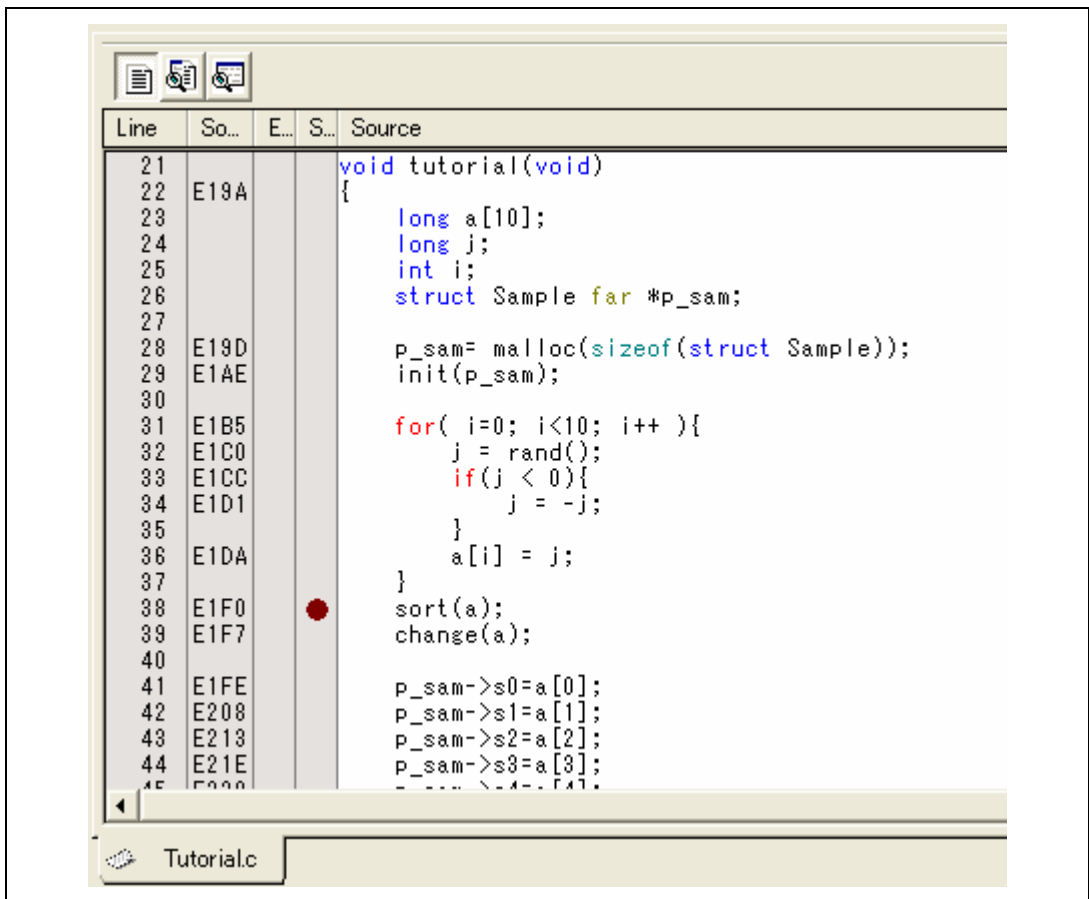 Line So... E... S... Source
21 void tutorial(void)
22 E19A {
23 long a[10];
24 long j;
25 int i;
26 struct Sample far *p_sam;
27
28 E19D p_sam= malloc(sizeof(struct Sample));
29 E1AE init(p_sam);
30
31 E1B5 for( i=0; i<10; i++ ){
32 E1C0 j = rand();
33 E1CC if(j < 0){
34 E1D1 j = -j;
35 }
36 E1DA a[i] = j;
37 }
38 E1F0 sort(a);
39 E1F7 change(a);
40
41 E1FE p_sam->s0=a[0];
42 E208 p_sam->s1=a[1];
43 E213 p_sam->s2=a[2];
44 E21E p_sam->s3=a[3];
Tutorial.c